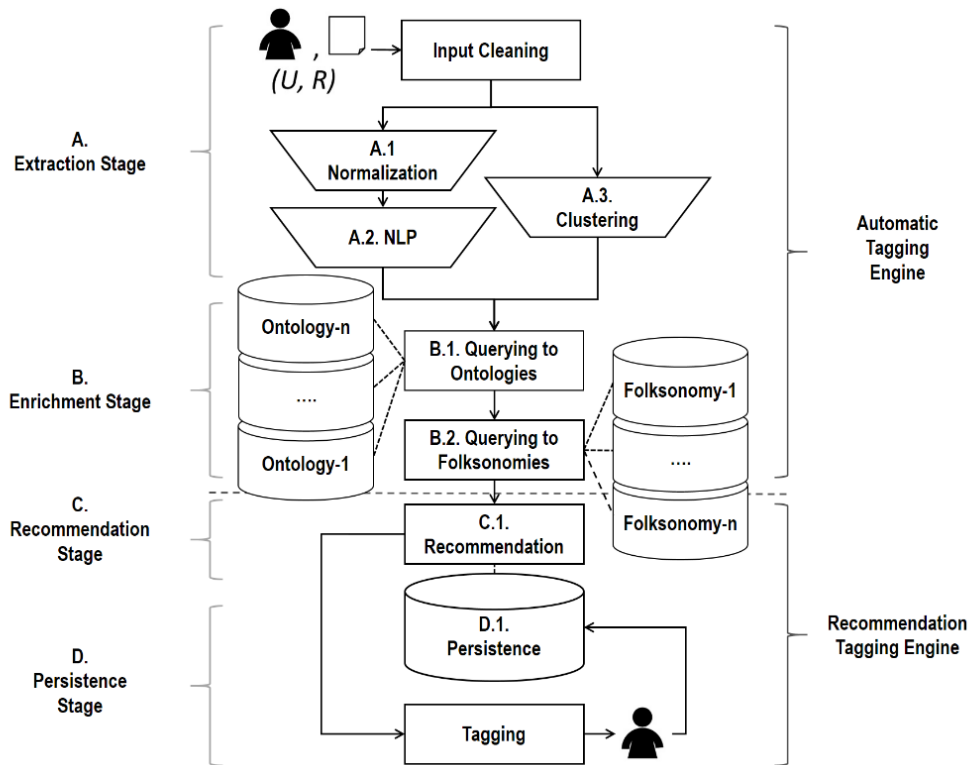 ,
(U, R)
Input Cleaning
A.
Extraction Stage
A.1
Normalization
A.2. NLP
A.3.
Clustering
Automatic
Tagging
Engine
B.
Enrichment Stage
Ontology-n
....
Ontology-1
B.1. Querying to
Ontologies
B.2. Querying to
Folksonomies
Folksonomy-1
....
Folksonomy-n
C.
Recommendation
Stage
C.1.
Recommendation
D.
Persistence
Stage
D.1.
Persistence
Tagging
Recommendation
Tagging Engine